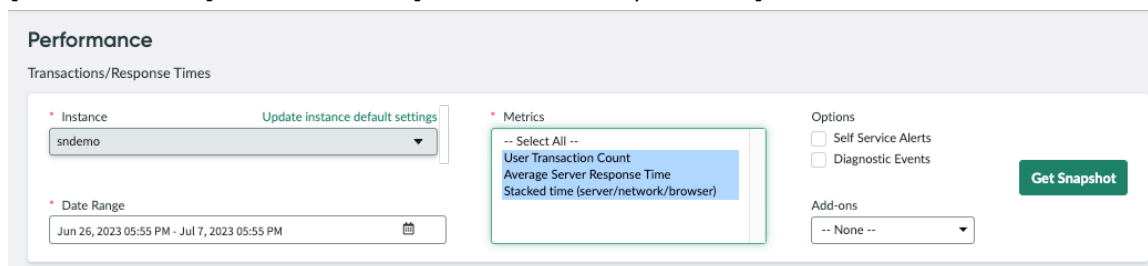 Performance
Transactions/Response Times
* Instance
Update instance default settings
sndemo
* Date Range
Jun 26, 2023 05:55 PM - Jul 7, 2023 05:55 PM
* Metrics
-- Select All --
User Transaction Count
Average Server Response Time
Stacked time (server/network/browser)
Options
Self Service Alerts
Diagnostic Events
Add-ons
-- None --
Get Snapshot